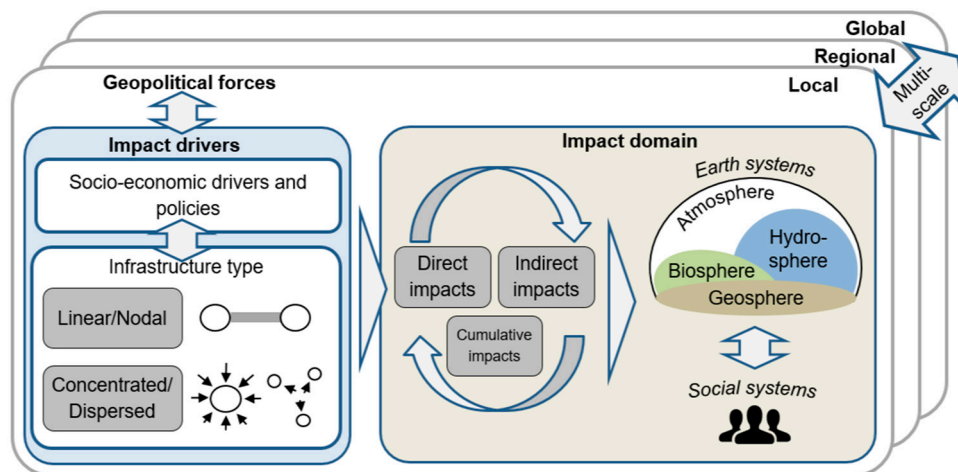 Global
Regional
Local
Multi-
scale
Geopolitical forces
Impact drivers
Socio-economic drivers and
policies
Infrastructure type
Linear/Nodal
Concentrated/
Dispersed
Impact domain
Direct
impacts
Indirect
impacts
Cumulative
impacts
Earth systems
Atmosphere
Hydro-
sphere
Biosphere
Geosphere
Social systems